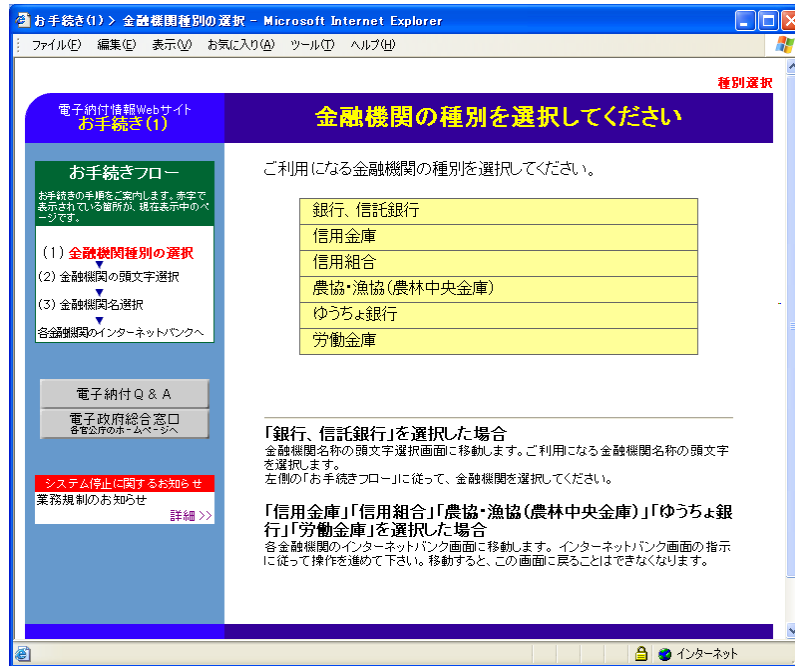 お手続き(1) > 金融機関種別の選択 - Microsoft Internet Explorer
ファイル(F) 編集(E) 表示(V) お気に入り(A) ツール(T) ヘルプ(H)
種別選択
電子納付情報Webサイト
お手続き(1)
金融機関の種別を選択してください
お手続きフロー
お手続きの手順をご案内します。赤字で
表示されている箇所が、現在表示中のペ
ージです。
(1) 金融機関種別の選択
(2) 金融機関の頭文字選択
(3) 金融機関名選択
各金融機関のインターネットバンクへ
電子納付Q & A
電子政府総合窓口
各官公庁のホームページへ
システム停止に関するお知らせ
業務規制のお知らせ
詳細>>
ご利用になる金融機関の種別を選択してください。
銀行、信託銀行
信用金庫
信用組合
農協・漁協(農林中央金庫)
ゆうちょ銀行
労働金庫
「銀行、信託銀行」を選択した場合
金融機関名称の頭文字選択画面に移動します。ご利用になる金融機関名称の頭文字
を選択します。
左側の「お手続きフロー」に従って、金融機関を選択してください。
「信用金庫」「信用組合」「農協・漁協(農林中央金庫)」「ゆうちょ銀
行」「労働金庫」を選択した場合
各金融機関のインターネットバンク画面に移動します。インターネットバンク画面の指示
に従って操作を進めて下さい。移動すると、この画面に戻ることはできなくなります。
インターネット